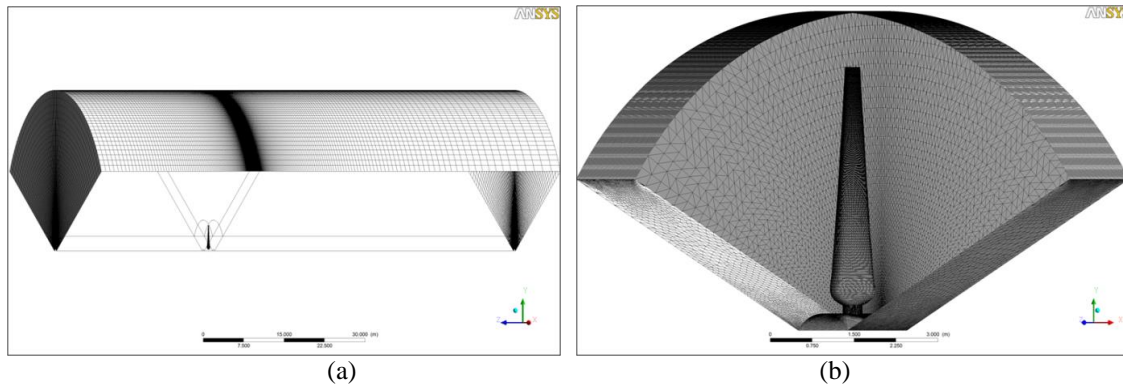 ANSYS
0 15.000 30.000 (m)
7.500 22.500
Y
Z X
(a)
ANSYS
0 1.500 3.000 (m)
0.750 2.250
Y
Z X
(b)